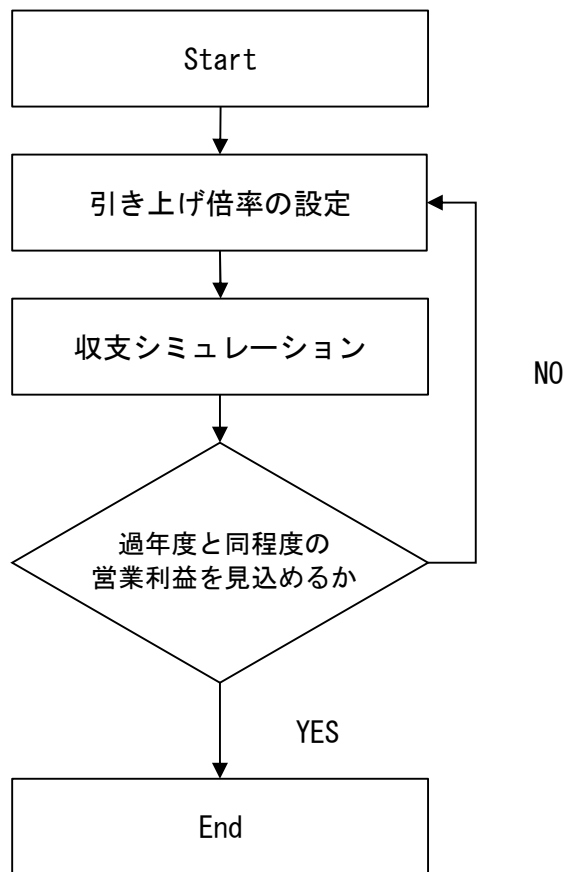 Start
引き上げ倍率の設定
収支シミュレーション
NO
過年度と同程度の
営業利益を見込めるか
YES
End